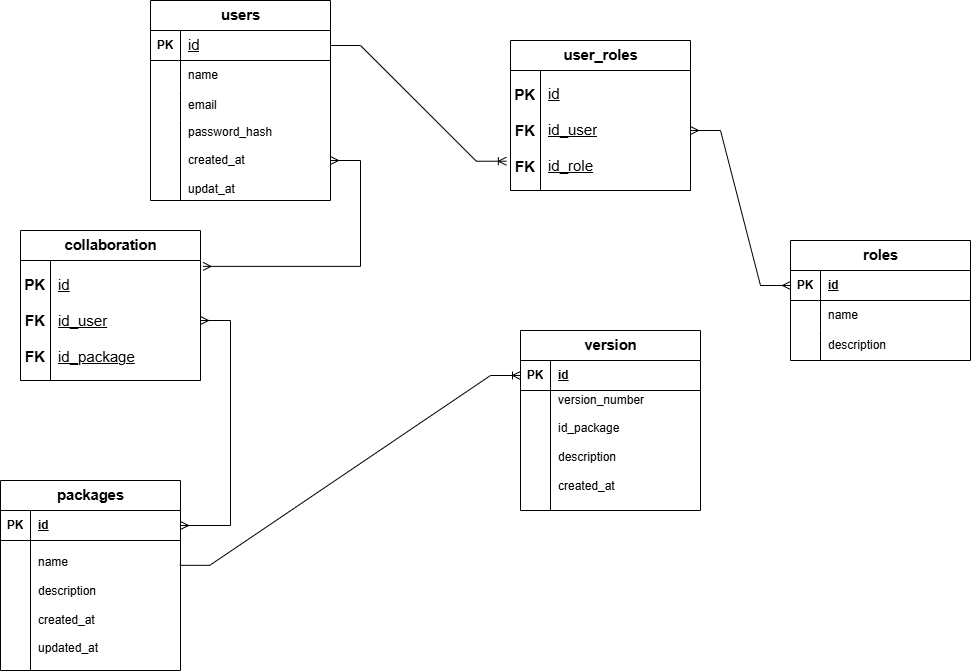 users
PK id
name
email
password_hash
created_at
updat_at
user_roles
PK id
FK id_user
FK id_role
collaboration
PK id
FK id_user
FK id_package
roles
PK id
name
description
version
PK id
version_number
id_package
description
created_at
packages
PK id
name
description
created_at
updated_at